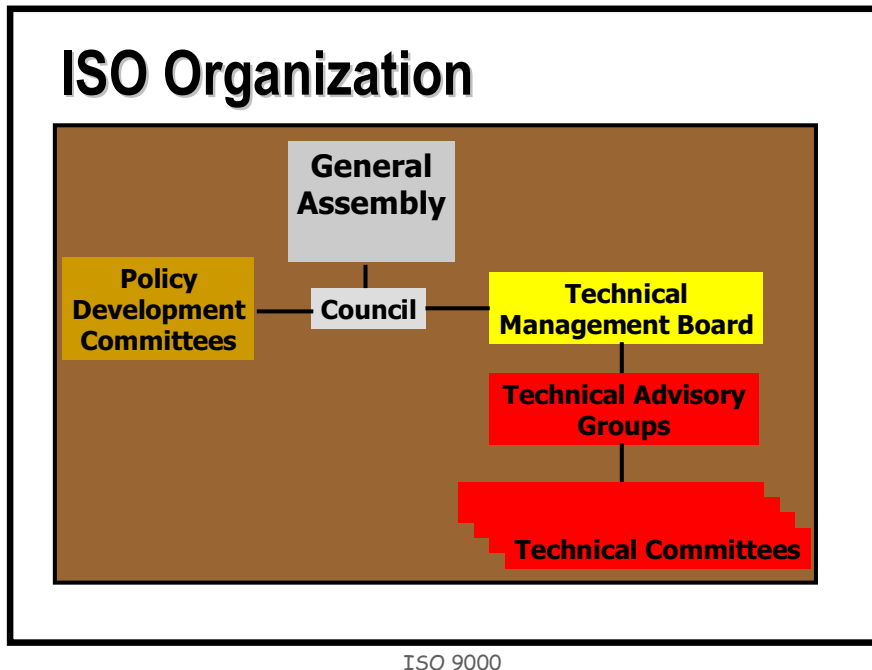 ISO Organization
General
Assembly
Policy
Development
Committees
Council
Technical
Management Board
Technical Advisory
Groups
Technical Committees
ISO 9000